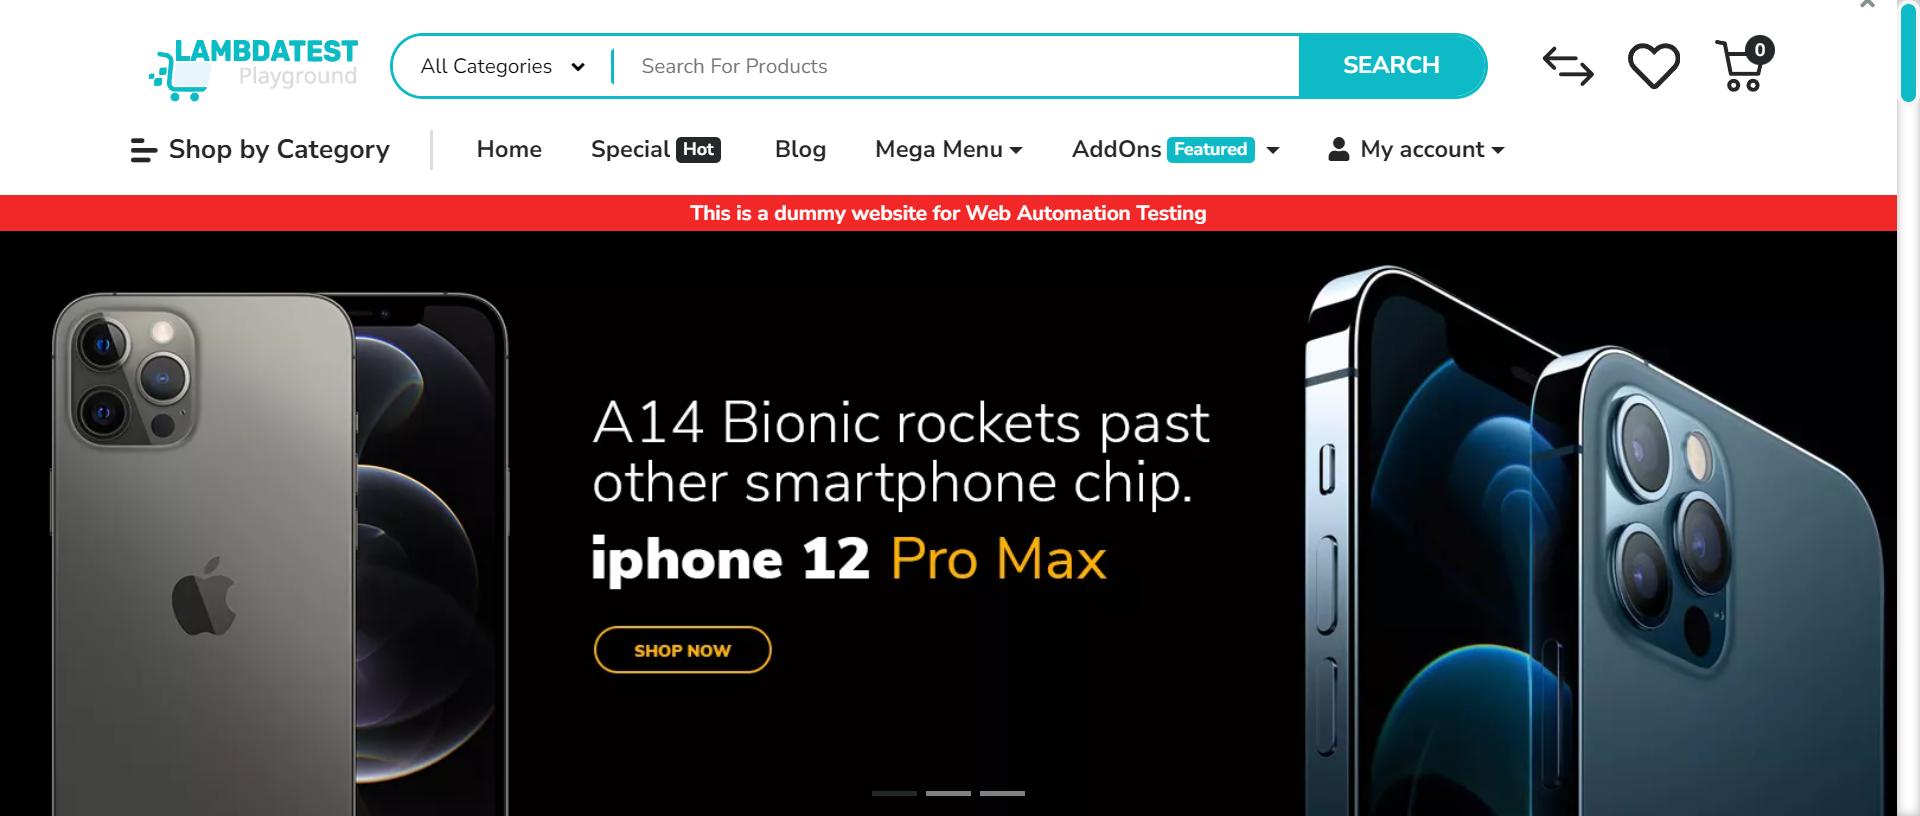 LAMBDATEST
Playground
All Categories
Search For Products
SEARCH
0
Shop by Category
Home
Special Hot
Blog
Mega Menu
AddOns Featured
My account
This is a dummy website for Web Automation Testing
A14 Bionic rockets past
other smartphone chip.
iphone 12 Pro Max
SHOP NOW